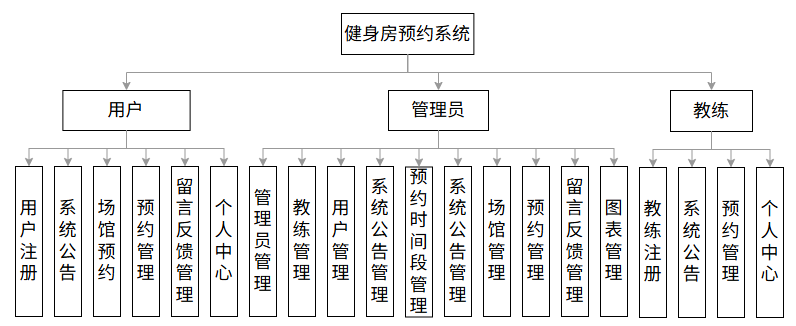 健身房预约系统
用户
管理员
教练
用户注册
系统公告
场馆预约
预约管理
留言反馈管理
个人中心
管理员管理
教练管理
用户管理
系统公告管理
预约时间段管理
系统公告管理
场馆管理
预约管理
留言反馈管理
图表管理
教练注册
系统公告
预约管理
个人中心